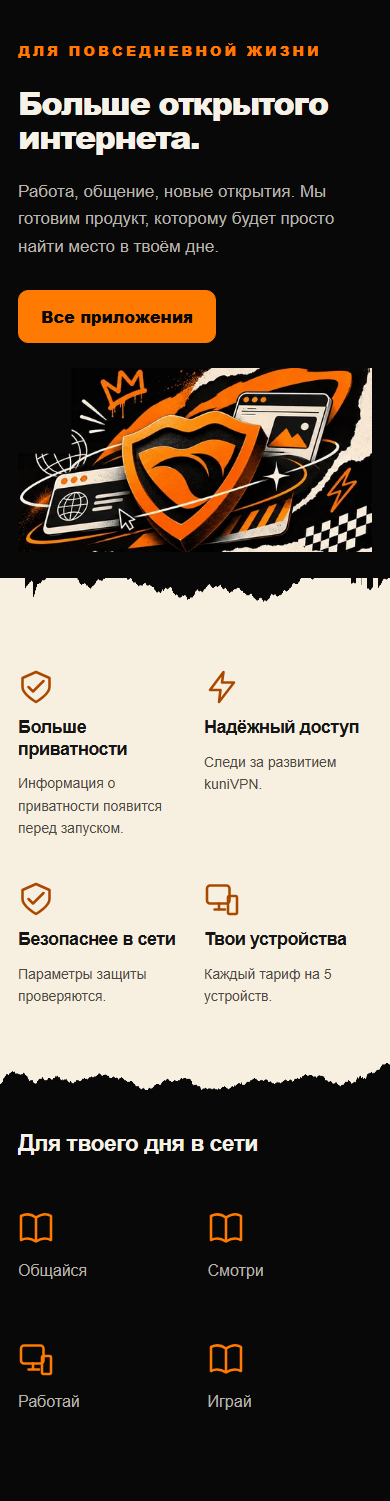 ДЛЯ ПОВСЕДНЕВНОЙ ЖИЗНИ
Больше открытого
интернета.
Работа, общение, новые открытия. Мы
готовим продукт, которому будет просто
найти место в твоём дне.
Все приложения
Больше
приватности
Информация о
приватности появится
перед запуском.
Надёжный доступ
Следи за развитием
kuniVPN.
Безопаснее в сети
Параметры защиты
проверяются.
Твои устройства
Каждый тариф на 5
устройств.
Для твоего дня в сети
Общайся
Смотри
Работай
Играй